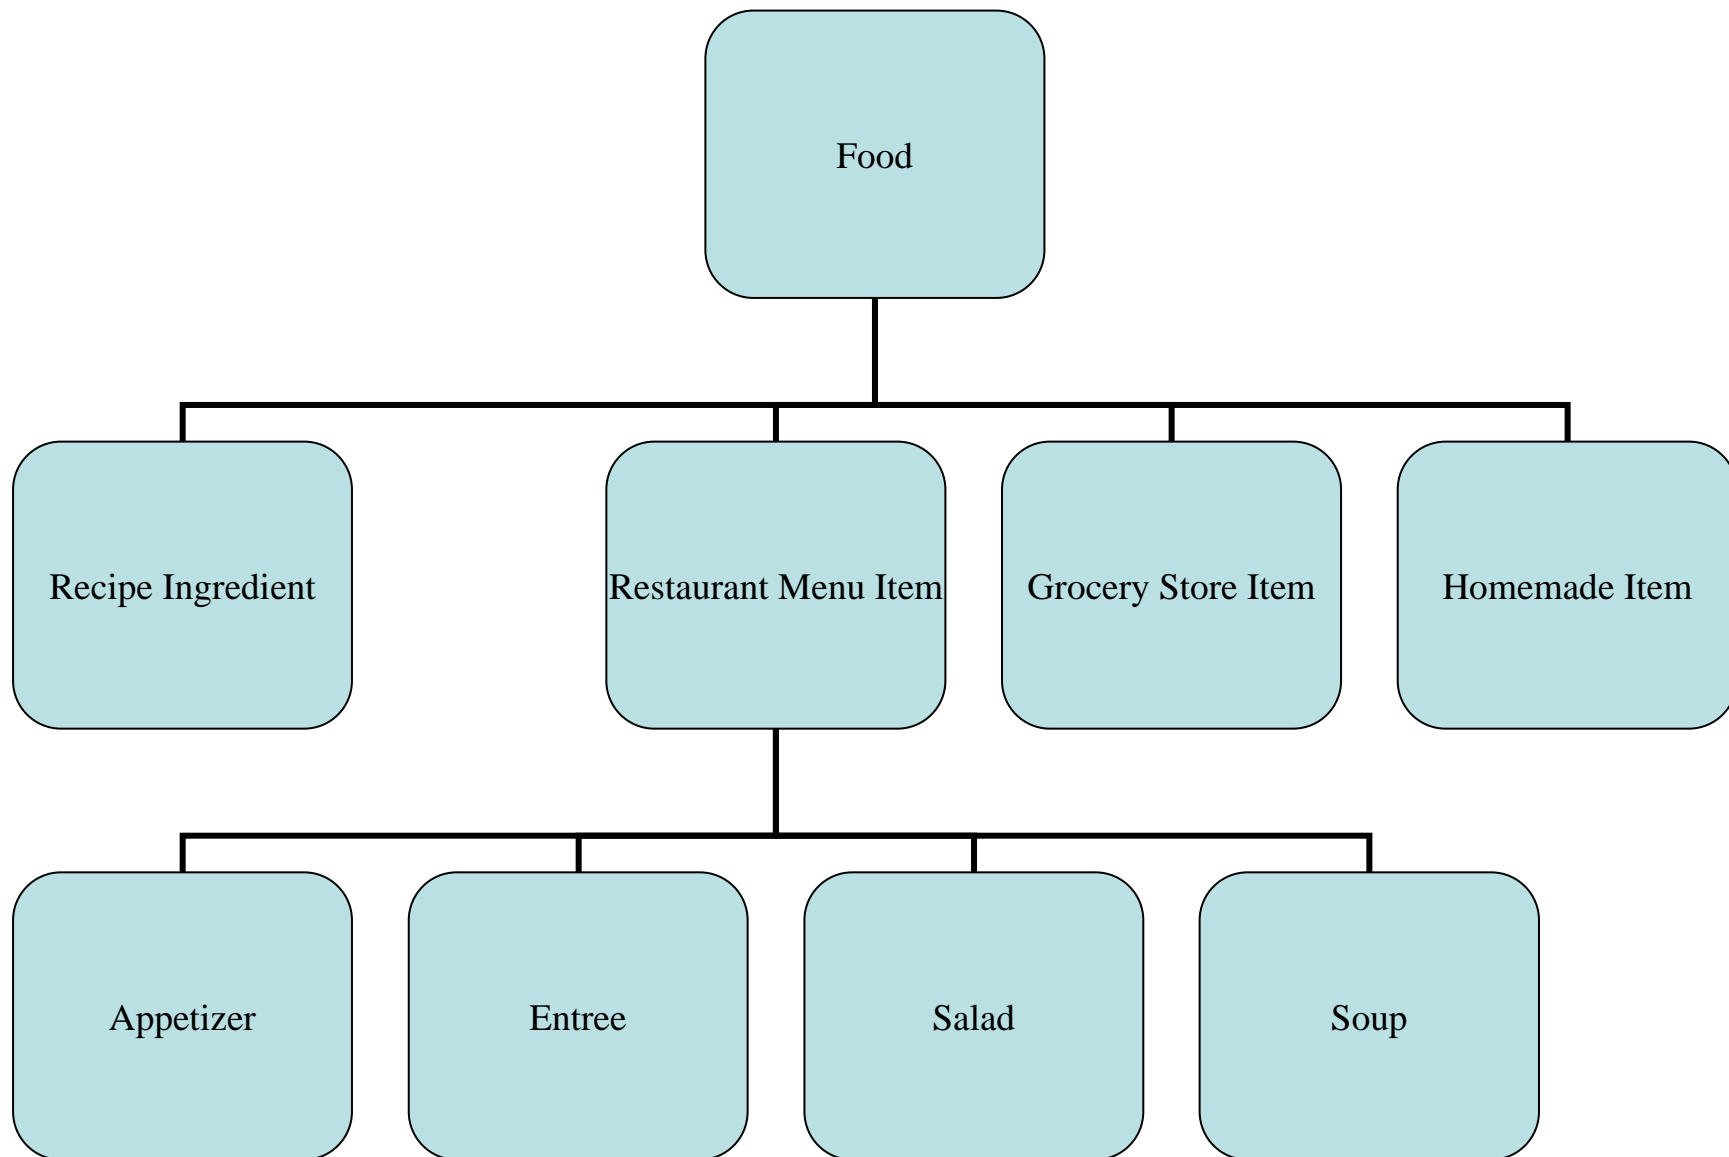 Food
Recipe Ingredient
Restaurant Menu Item
Grocery Store Item
Homemade Item
Appetizer
Entree
Salad
Soup